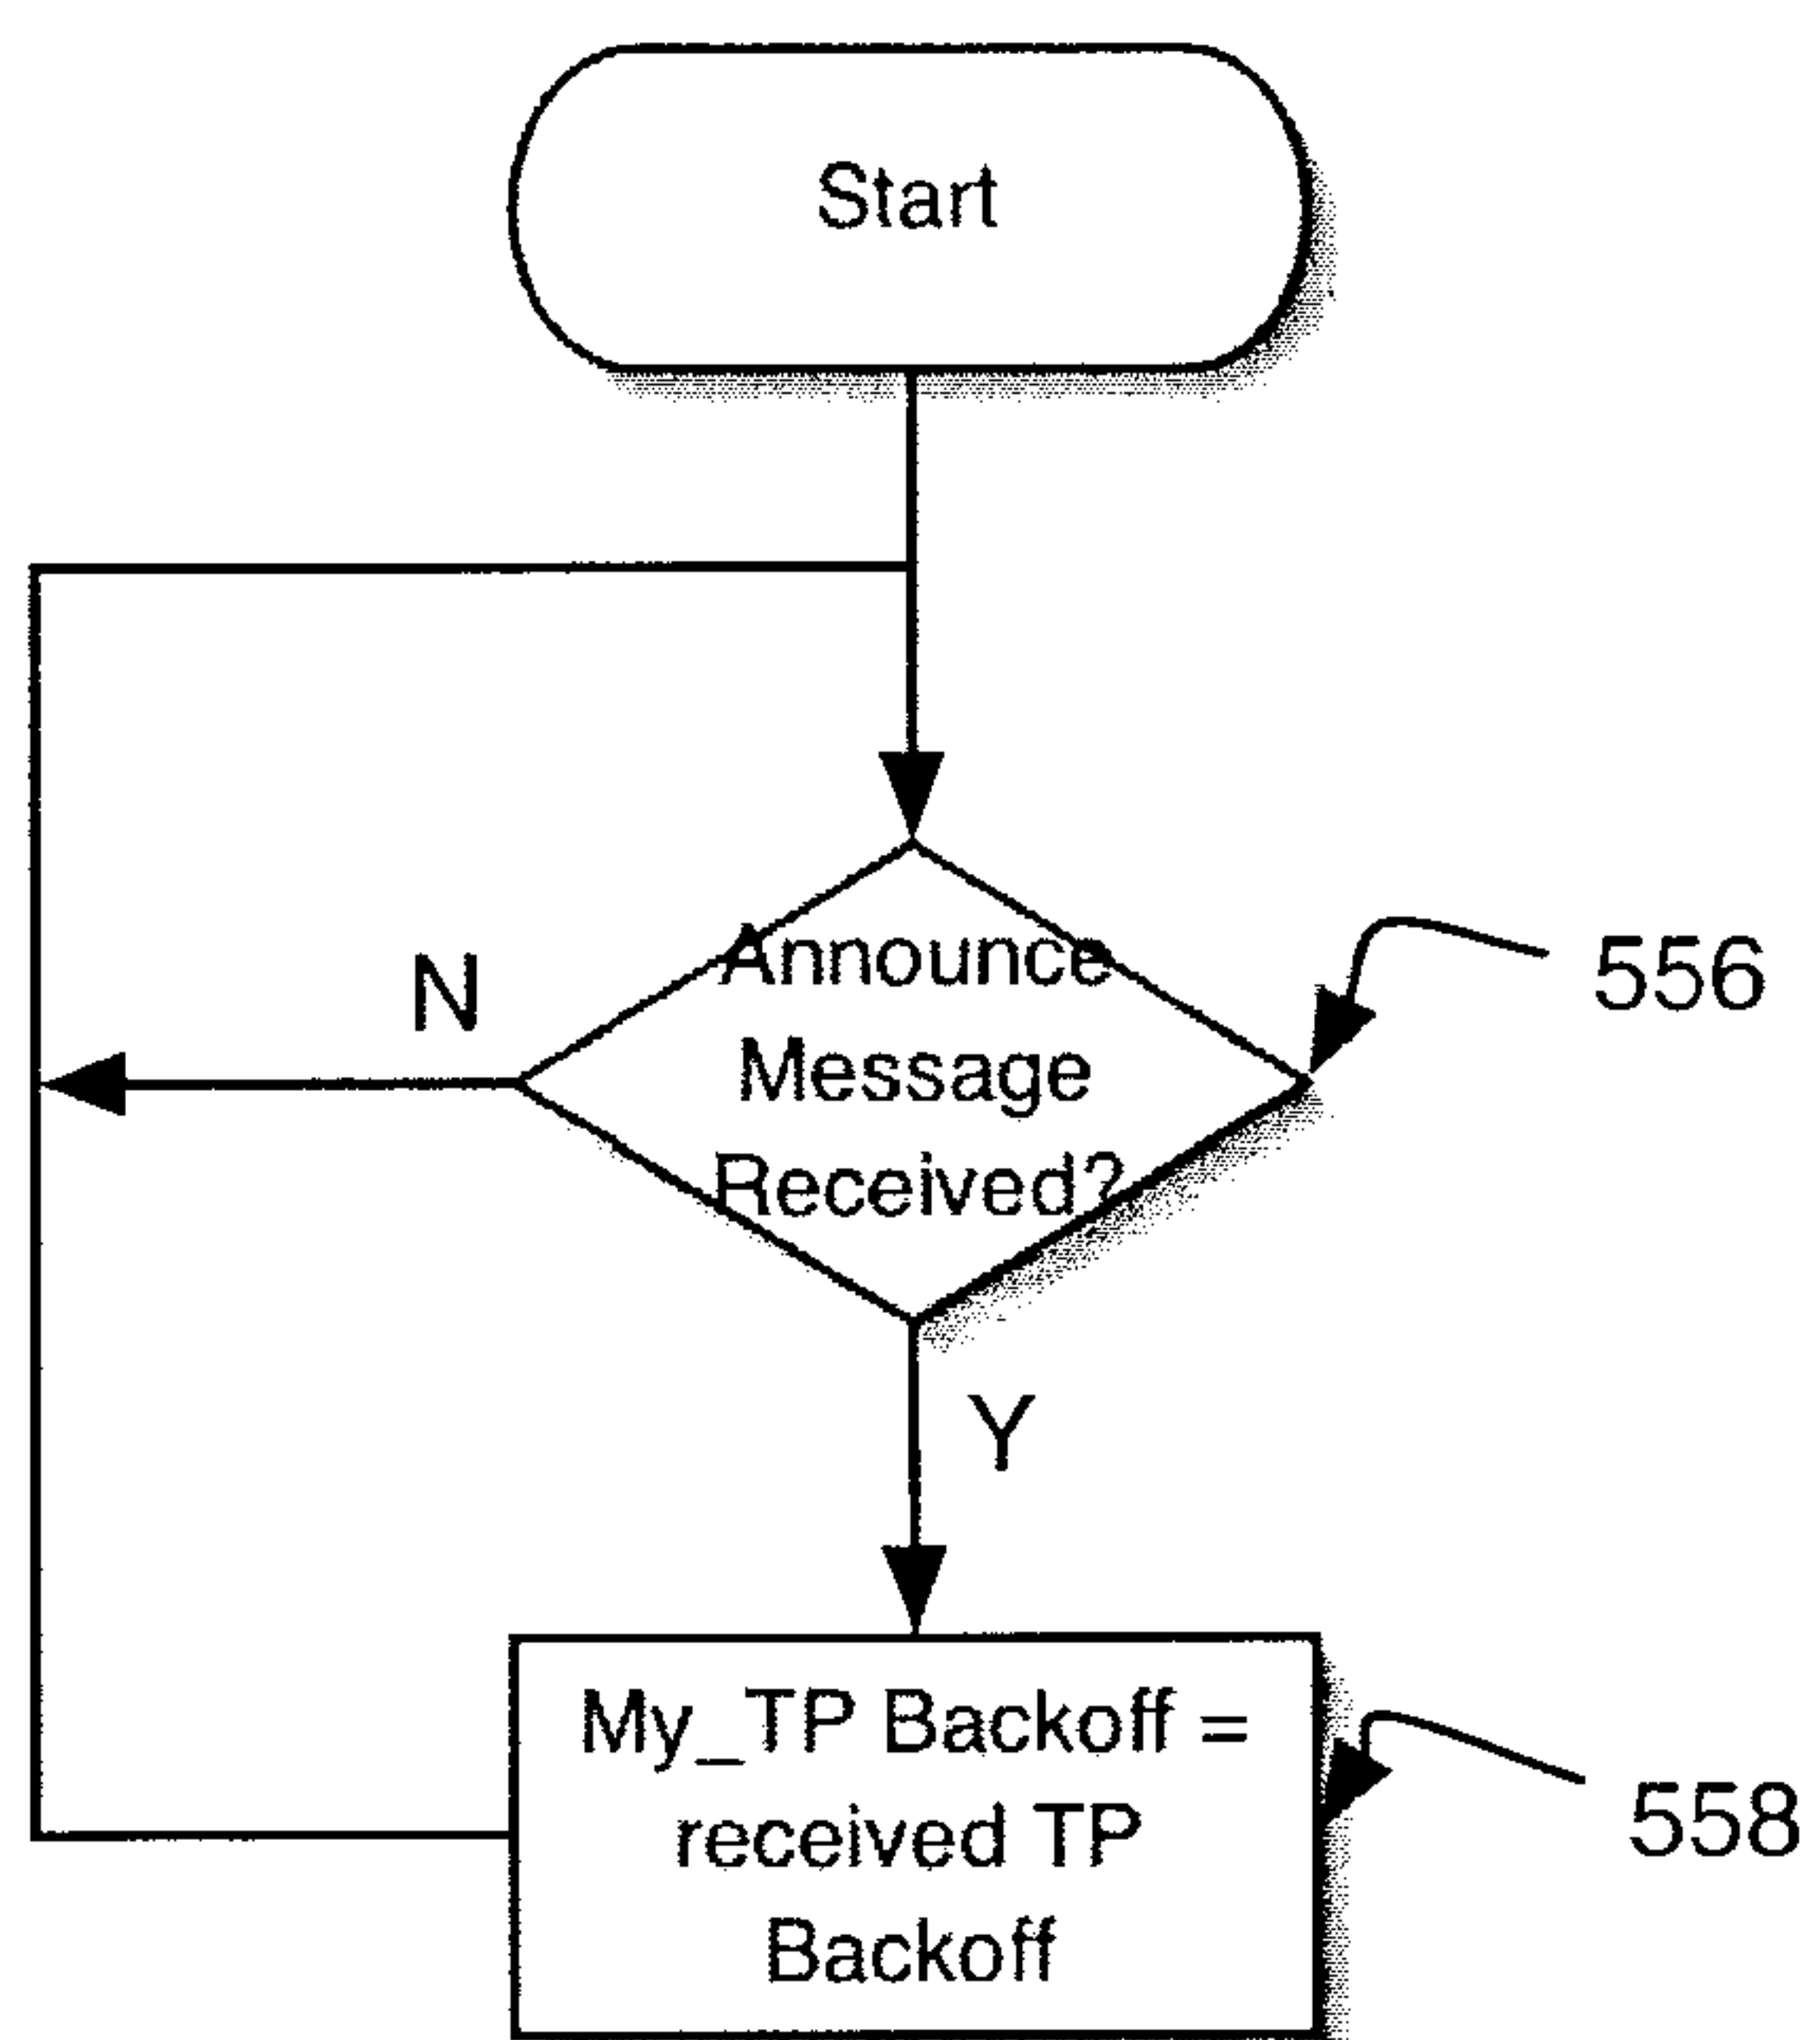 Start
N
Announce
Message
Received?
556
Y
My_TP Backoff =
received TP
Backoff
558